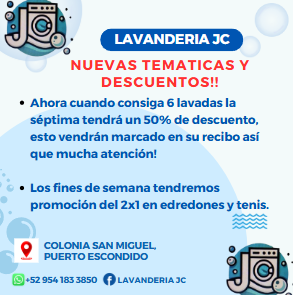 LAVANDERIA JC
NUEVAS TEMATICAS Y
DESCUENTOS!!
Ahora cuando consiga 6 lavadas la
séptima tendrá un 50% de descuento,
esto vendrán marcado en su recibo así
que mucha atención!
Los fines de semana tendremos
promoción del 2x1 en edredones y tenis.
COLONIA SAN MIGUEL,
PUERTO ESCONDIDO
+52 954 183 3850 LAVANDERIA JC